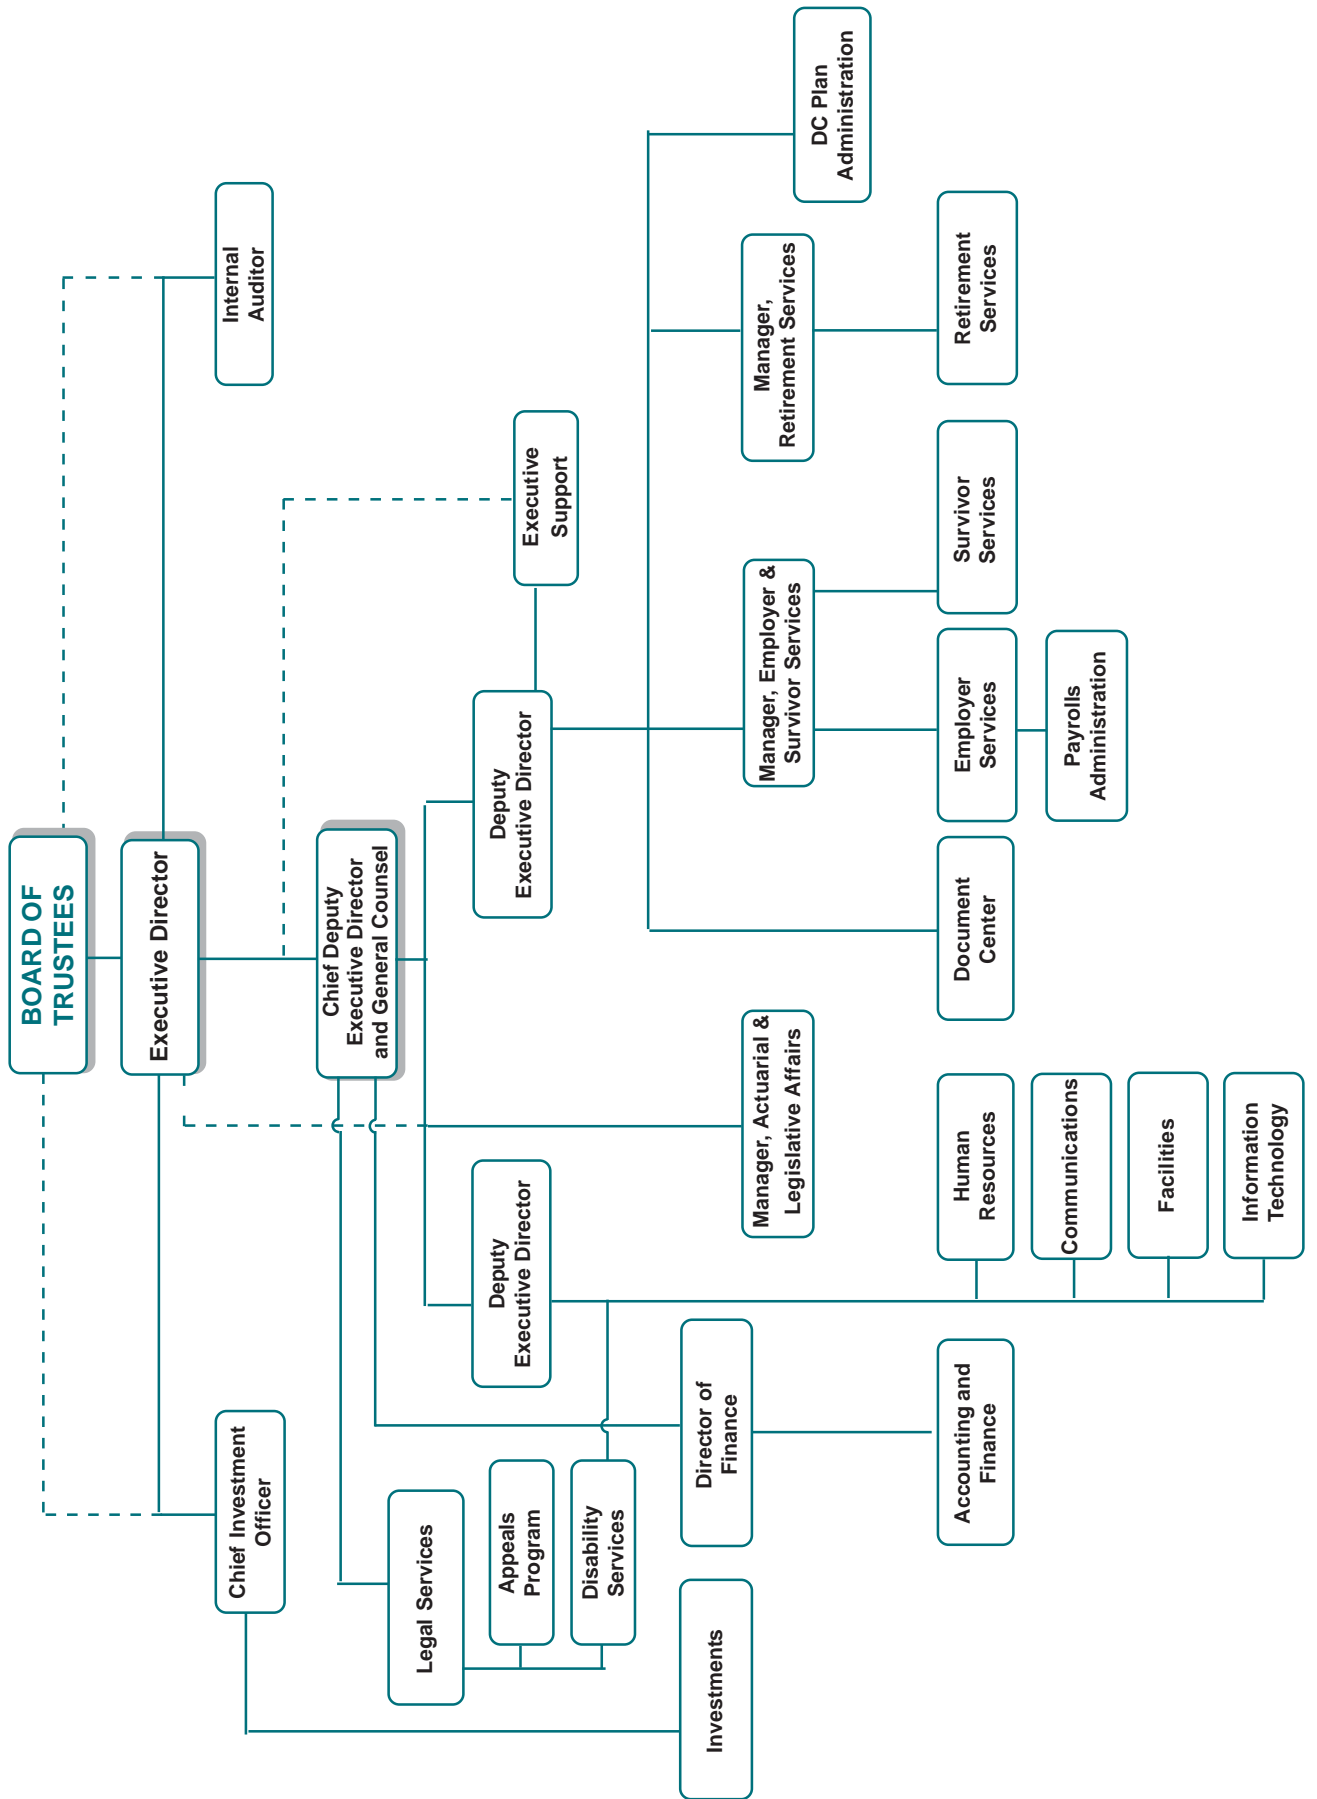 BOARD OF
TRUSTEES
Executive Director
Chief Investment
Officer
Internal
Auditor
Chief Deputy
Executive Director
and General Counsel
Legal Services
Appeals
Program
Disability
Services
Deputy
Executive Director
Deputy
Executive Director
Executive
Support
Investments
Director of
Finance
Manager, Actuarial &
Legislative Affairs
Manager, Employer &
Survivor Services
Manager,
Retirement Services
DC Plan
Administration
Accounting and
Finance
Human
Resources
Communications
Facilities
Information
Technology
Document
Center
Employer
Services
Survivor
Services
Retirement
Services
Payrolls
Administration